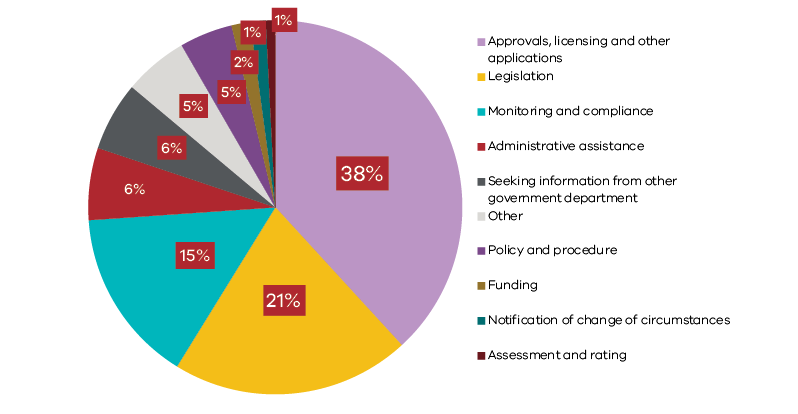 1%
1%
2%
5%
5%
6%
6%
15%
21%
38%
Approvals, licensing and other
applications
Legislation
Monitoring and compliance
Administrative assistance
Seeking information from other
government department
Other
Policy and procedure
Funding
Notification of change of circumstances
Assessment and rating